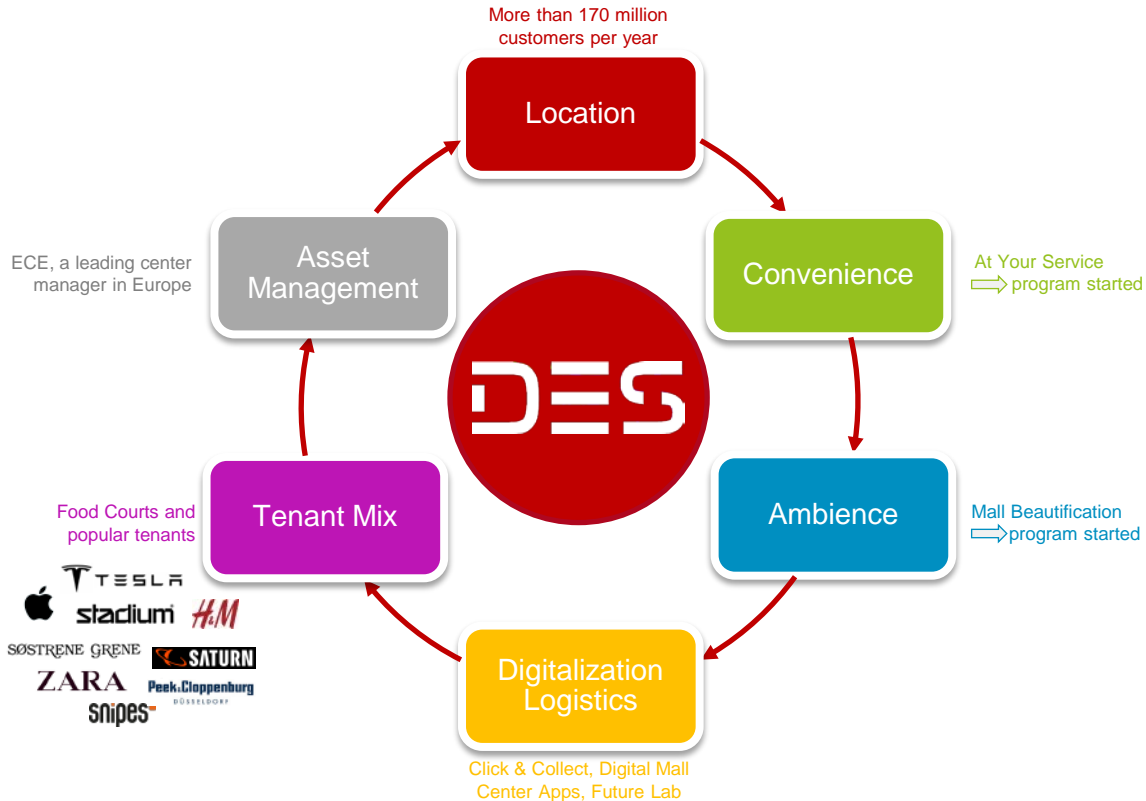 More than 170 million
customers per year
Location
Asset
Management
ECE, a leading center
manager in Europe
Convenience
At Your Service
program started
DES
Tenant Mix
Food Courts and
popular tenants
Ambience
Mall Beautification
program started
TESLA
stadium
H&M
SØSTRENE GRENE
SATURN
ZARA
Peek&Cloppenburg
DÜSSELDORF
snipes
Digitalization
Logistics
Click & Collect, Digital Mall
Center Apps, Future Lab